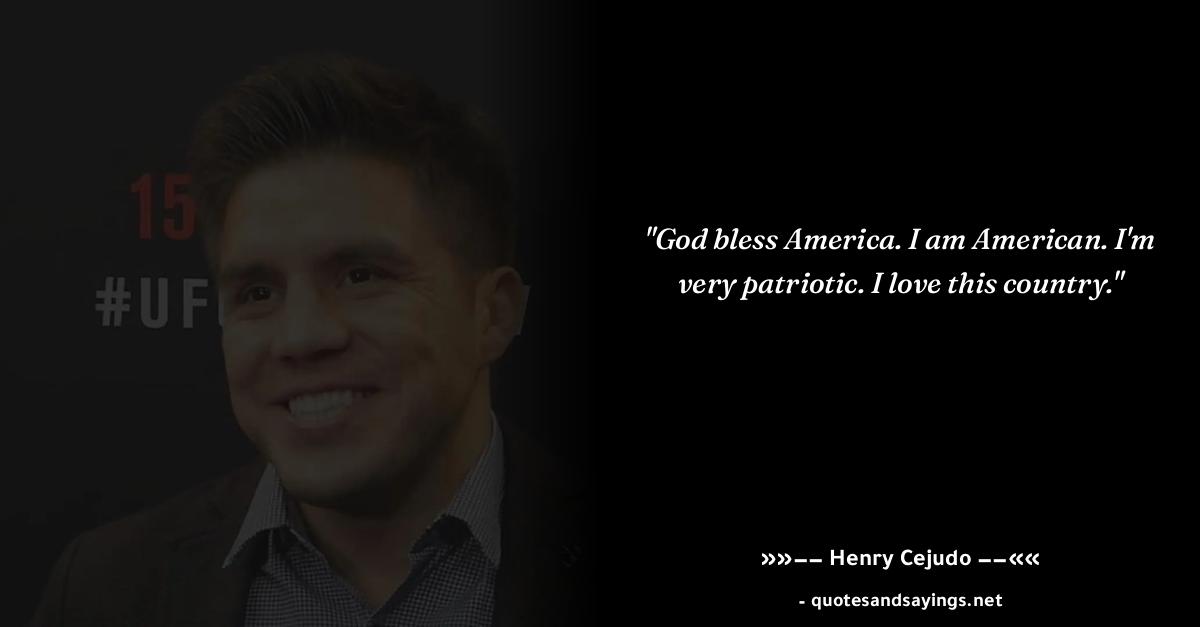 15
#UF
"God bless America. I am American. I'm
very patriotic. I love this country."
»»–– Henry Cejudo ––««
- quotesandsayings.net